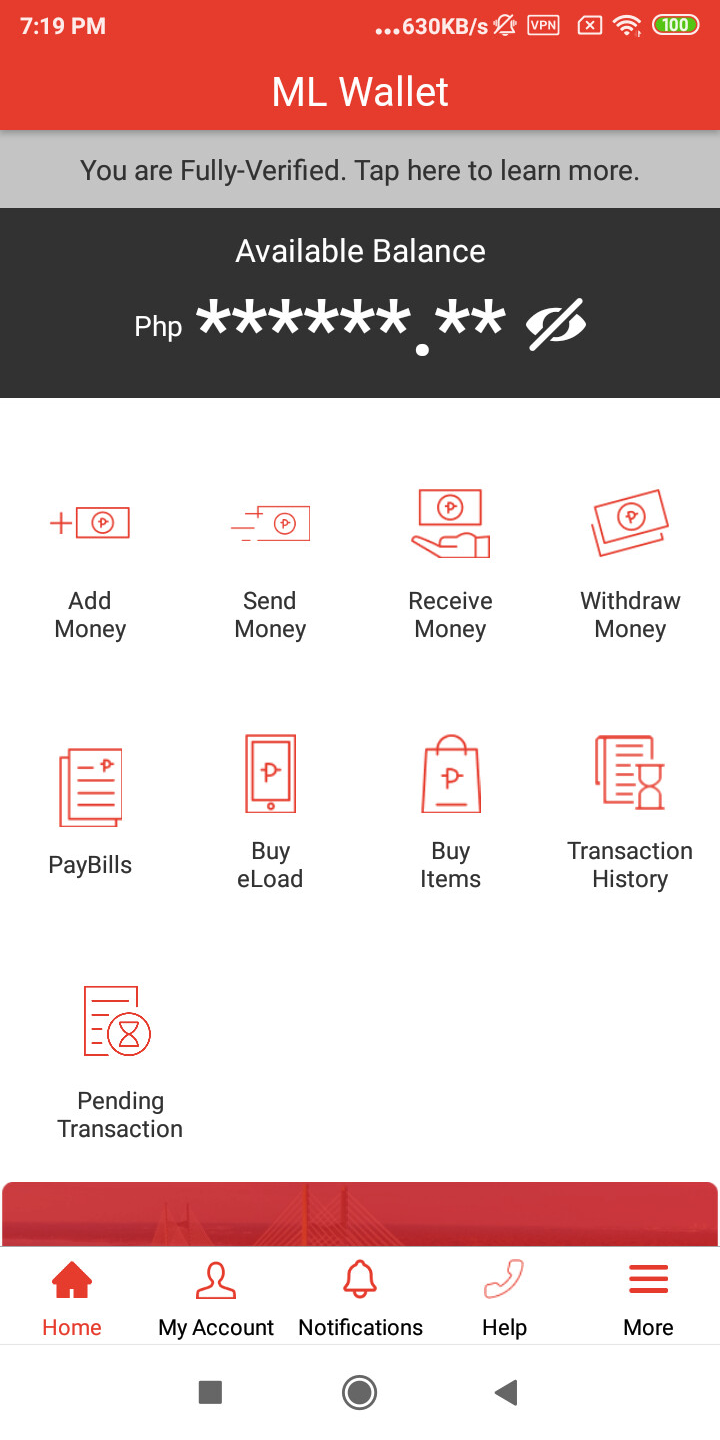 7:19 PM
...630KB/s VPN 100
ML Wallet
You are Fully-Verified. Tap here to learn more.
Available Balance
Php ******.**
Add
Money
Send
Money
Receive
Money
Withdraw
Money
PayBills
Buy
eLoad
Buy
Items
Transaction
History
Pending
Transaction
Home
My Account
Notifications
Help
More